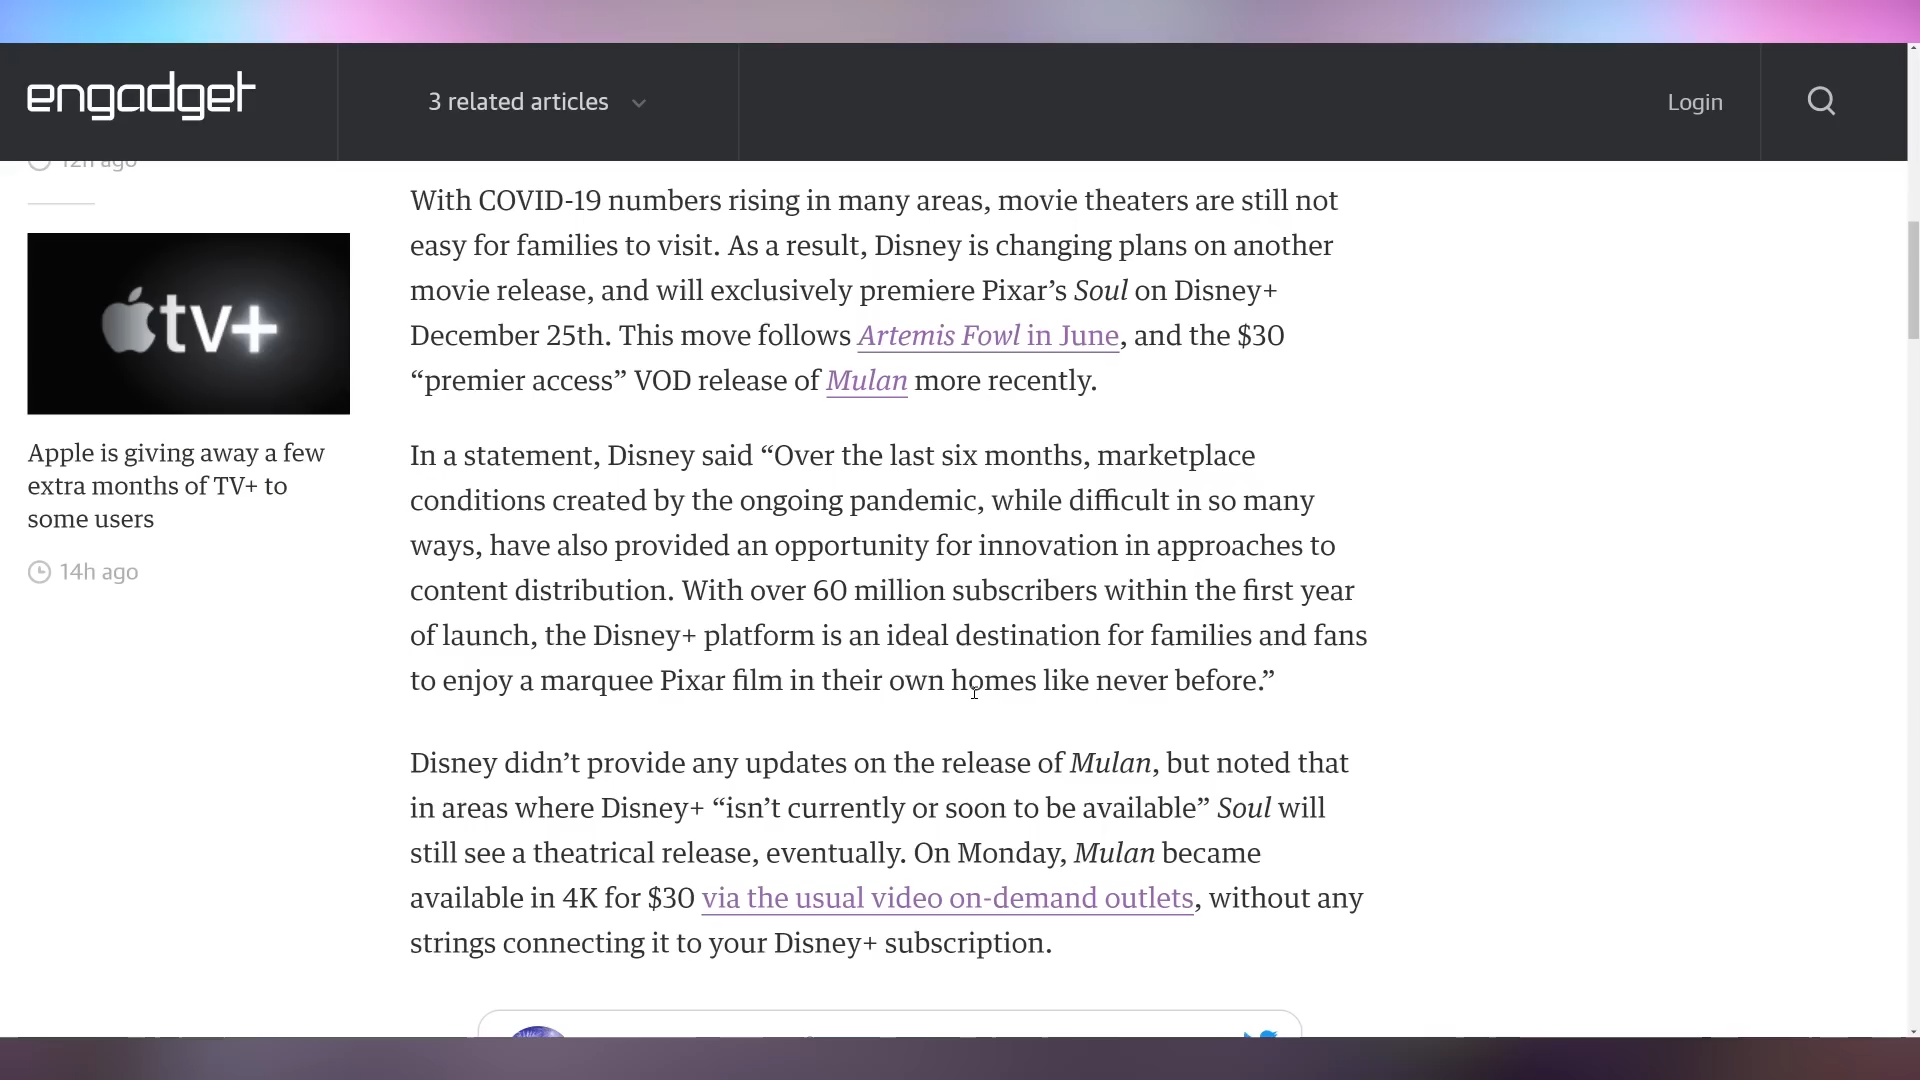 engadget
3 related articles
Login
12h ago
tv+
Apple is giving away a few
extra months of TV+ to
some users
14h ago
With COVID-19 numbers rising in many areas, movie theaters are still not
easy for families to visit. As a result, Disney is changing plans on another
movie release, and will exclusively premiere Pixar’s Soul on Disney+
December 25th. This move follows Artemis Fowl in June, and the $30
“premier access” VOD release of Mulan more recently.
In a statement, Disney said “Over the last six months, marketplace
conditions created by the ongoing pandemic, while difficult in so many
ways, have also provided an opportunity for innovation in approaches to
content distribution. With over 60 million subscribers within the first year
of launch, the Disney+ platform is an ideal destination for families and fans
to enjoy a marquee Pixar film in their own homes like never before.”
Disney didn’t provide any updates on the release of Mulan, but noted that
in areas where Disney+ “isn’t currently or soon to be available” Soul will
still see a theatrical release, eventually. On Monday, Mulan became
available in 4K for $30 via the usual video on-demand outlets, without any
strings connecting it to your Disney+ subscription.